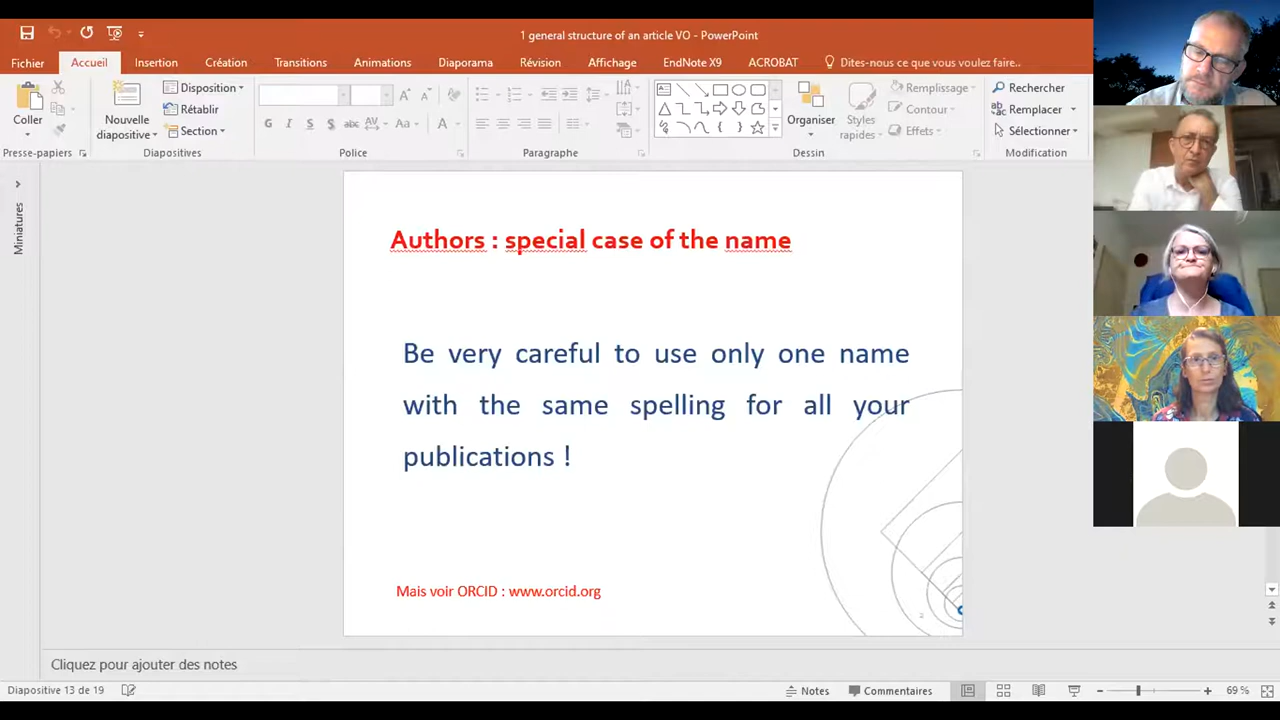 1 general structure of an article VO - PowerPoint
Fichier Accueil Insertion Création Transitions Animations Diaporama Révision Affichage EndNote X9 ACROBAT Dites-nous ce que vous voulez faire..
Coller
Nouvelle diapositive
Disposition
Rétablir
Section
G I S S abc AV Aa A
Organiser
Styles rapides
Remplissage
Contour
Effets
Rechercher
Remplacer
Sélectionner
Presse-papiers Diapositives Police Paragraphe Dessin Modification
Miniatures
Authors : special case of the name
Be very careful to use only one name
with the same spelling for all your
publications !
Mais voir ORCID : www.orcid.org
2
Cliquez pour ajouter des notes
Diapositive 13 de 19 Notes Commentaires 69 %